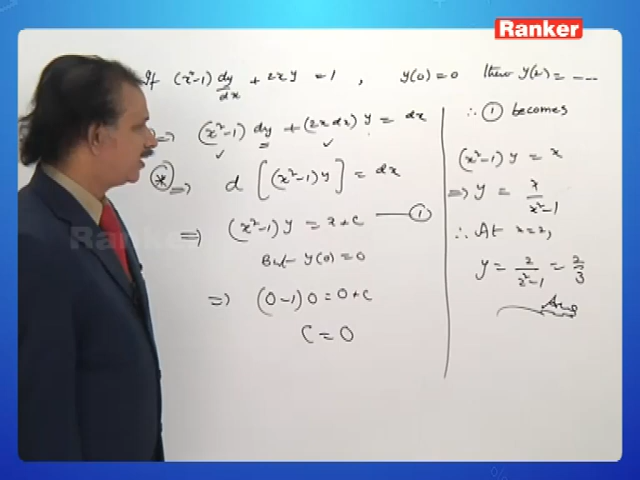 Ranker
If (x²-1) dy/dx + 2xy = 1 , y(0) = 0 then y(2) = ----
=> (x²-1) dy + (2x dx) y = dx
* => d [(x²-1) y] = dx
=> (x²-1) y = x + c —— 1
But y(0) = 0
=> (0-1) 0 = 0 + c
C = 0
∴ 1 becomes
(x²-1) y = x
=> y = x/x²-1
∴ At x = 2,
y = 2/2²-1 = 2/3
Ans
Ranker